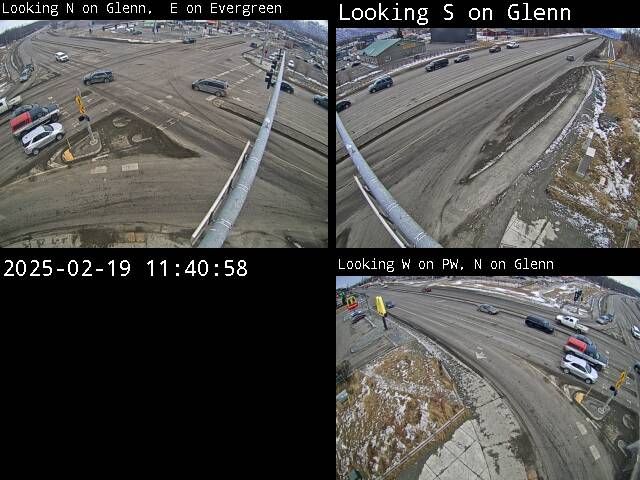 Looking N on Glenn,  E on Evergreen
Looking S on Glenn
2025-02-19 11:40:58
Looking W on PW, N on Glenn